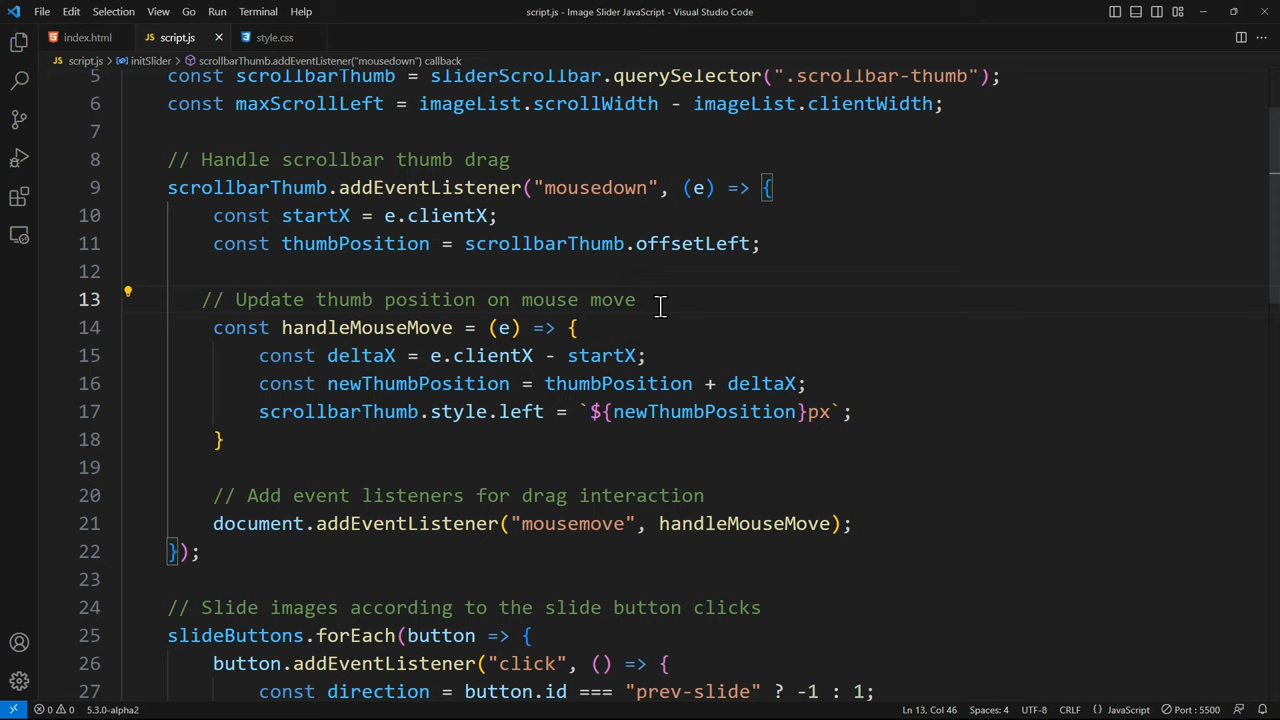 File Edit Selection View Go Run Terminal Help script.js - Image Slider JavaScript - Visual Studio Code
index.html JS script.js × style.css
JS script.js > initSlider > scrollbarThumb.addEventListener("mousedown") callback
5 const scrollbarThumb = sliderScrollbar.querySelector(".scrollbar-thumb");
6 const maxScrollLeft = imageList.scrollWidth - imageList.clientWidth;
7
8 // Handle scrollbar thumb drag
9 scrollbarThumb.addEventListener("mousedown", (e) => {
10 const startX = e.clientX;
11 const thumbPosition = scrollbarThumb.offsetLeft;
12
13 // Update thumb position on mouse move
14 const handleMouseMove = (e) => {
15 const deltaX = e.clientX - startX;
16 const newThumbPosition = thumbPosition + deltaX;
17 scrollbarThumb.style.left = `${newThumbPosition}px`;
18 }
19
20 // Add event listeners for drag interaction
21 document.addEventListener("mousemove", handleMouseMove);
22 });
23
24 // Slide images according to the slide button clicks
25 slideButtons.forEach(button => {
26 button.addEventListener("click", () => {
27 const direction = button.id === "prev-slide" ? -1 : 1;
0 0 5.3.0-alpha2 Ln 13, Col 46 Spaces: 4 UTF-8 CRLF {} JavaScript Port : 5500